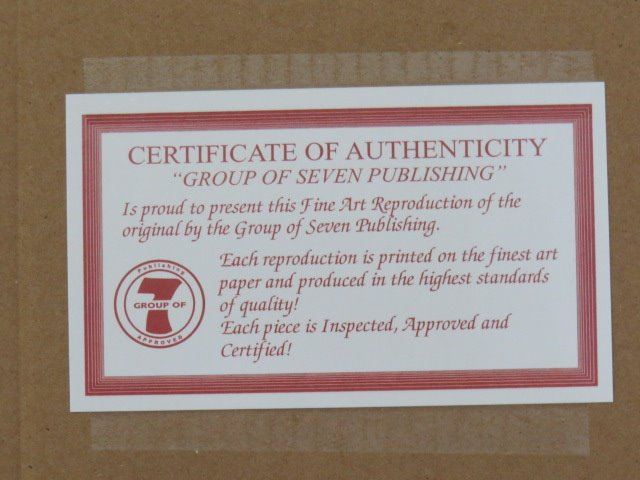 CERTIFICATE OF AUTHENTICITY
"GROUP OF SEVEN PUBLISHING"
Is proud to present this Fine Art Reproduction of the
original by the Group of Seven Publishing.
Each reproduction is printed on the finest art
paper and produced in the highest standards
of quality!
Each piece is Inspected, Approved and
Certified!
Publishing
7
GROUP OF
APPROVED